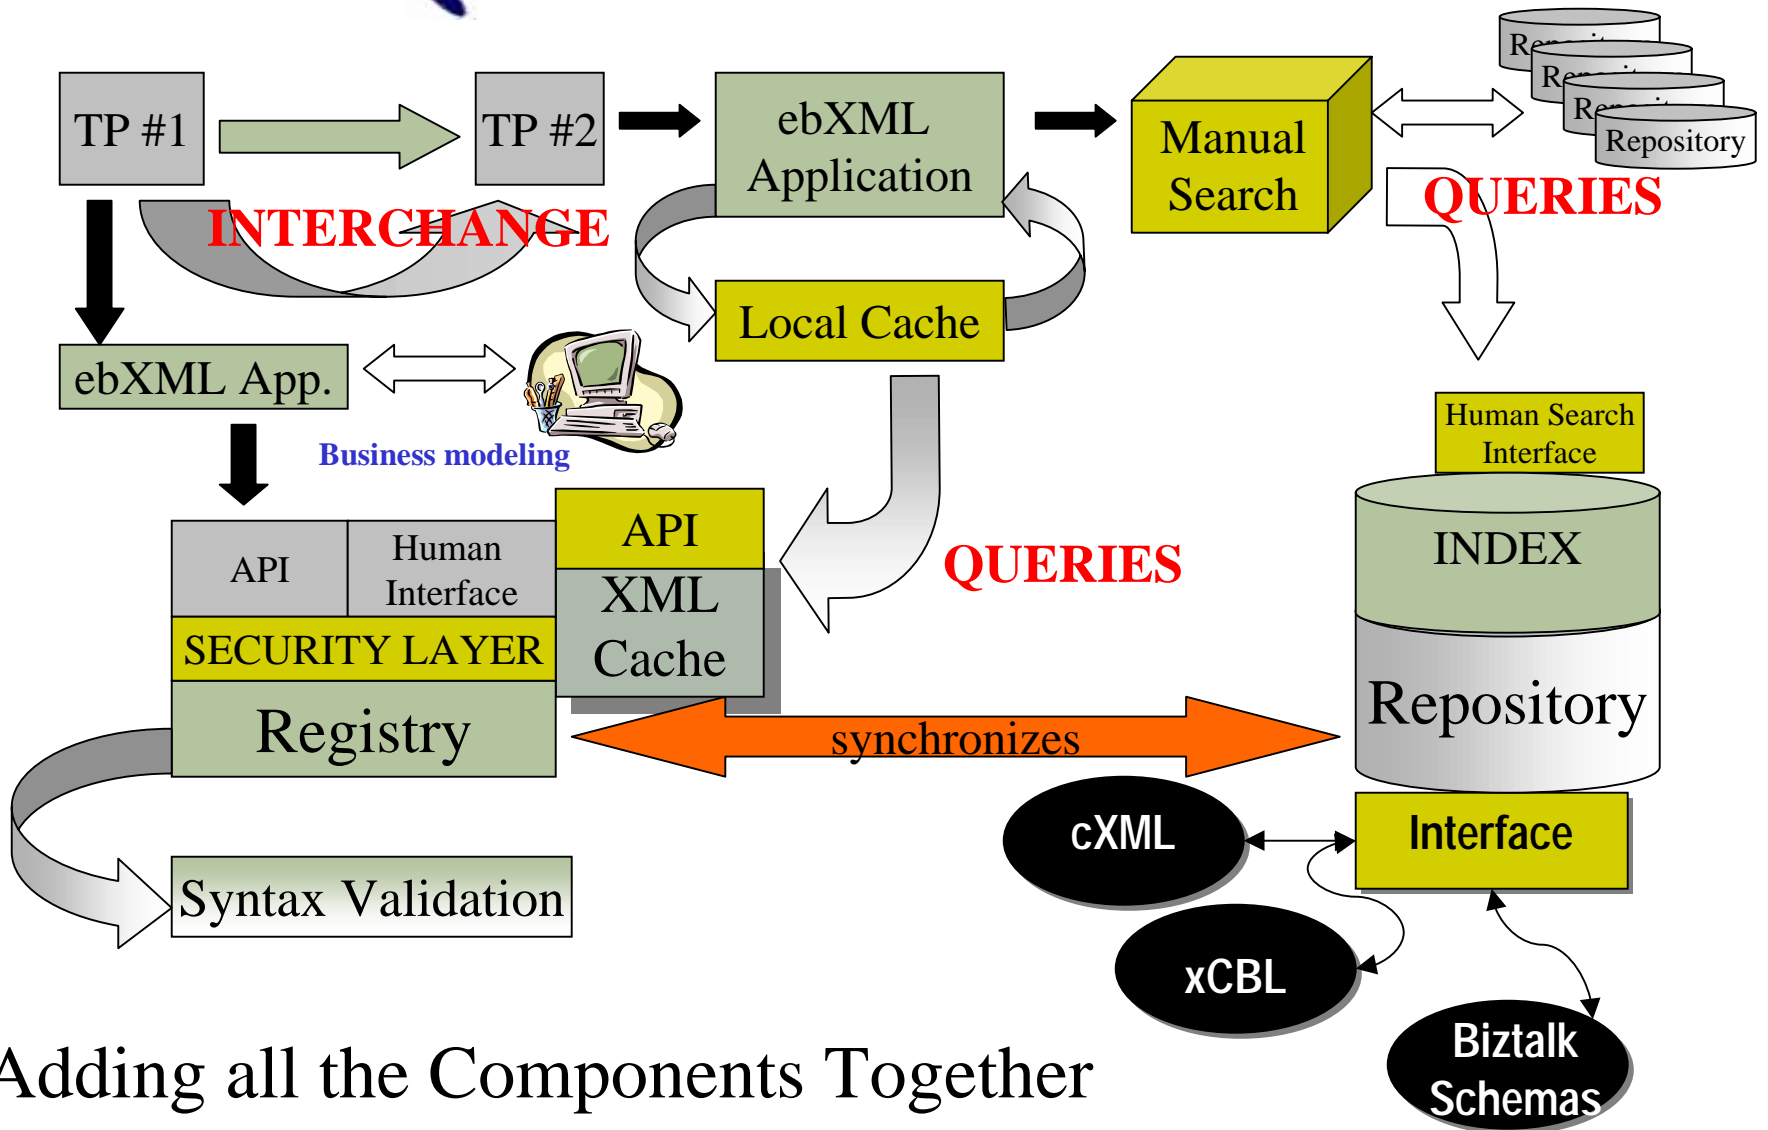 Repository
TP #1
TP #2
ebXML
Application
Manual
Search
INTERCHANGE
QUERIES
Local Cache
ebXML App.
Business modeling
Human Search
Interface
API
Human
Interface
API
XML
Cache
QUERIES
INDEX
SECURITY LAYER
Registry
synchronizes
Repository
cXML
Interface
Syntax Validation
xCBL
Biztalk
Schemas
Adding all the Components Together